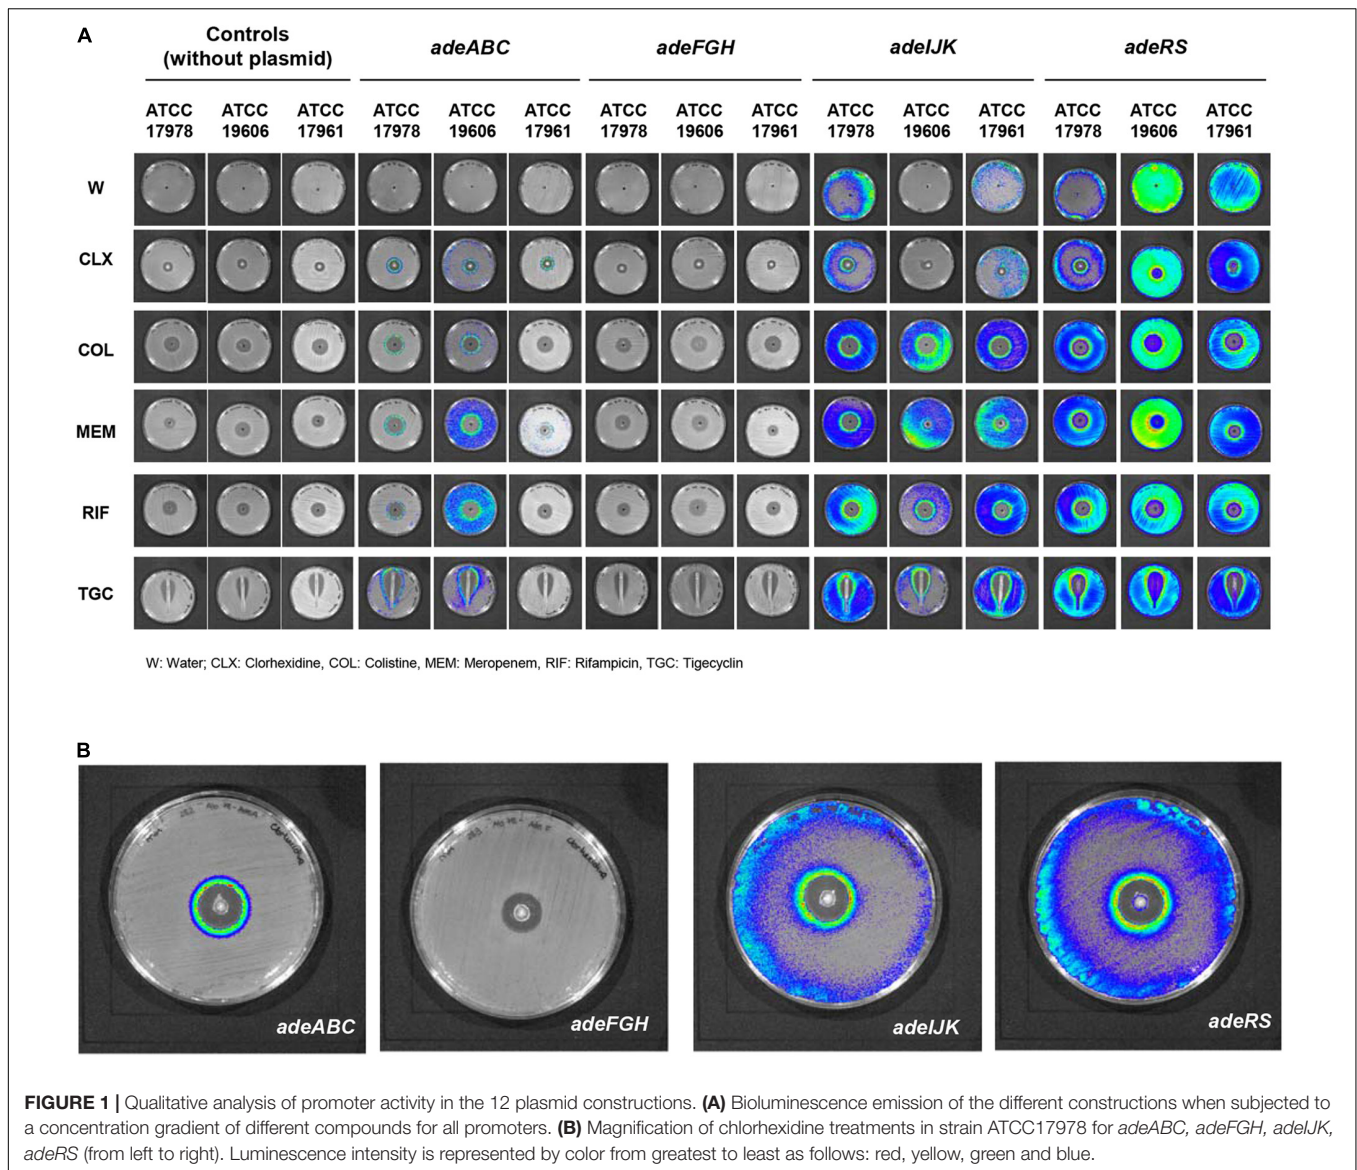 A
Controls
(without plasmid)
adeABC
adeFGH
adeIJK
adeRS
ATCC 17978
ATCC 19606
ATCC 17961
ATCC 17978
ATCC 19606
ATCC 17961
ATCC 17978
ATCC 19606
ATCC 17961
ATCC 17978
ATCC 19606
ATCC 17961
ATCC 17978
ATCC 19606
ATCC 17961
W
CLX
COL
MEM
RIF
TGC
W: Water; CLX: Clorhexidine, COL: Colistine, MEM: Meropenem, RIF: Rifampicin, TGC: Tigecyclin
B
adeABC
adeFGH
adeIJK
adeRS
FIGURE 1 | Qualitative analysis of promoter activity in the 12 plasmid constructions. (A) Bioluminescence emission of the different constructions when subjected to
a concentration gradient of different compounds for all promoters. (B) Magnification of chlorhexidine treatments in strain ATCC17978 for adeABC, adeFGH, adeIJK,
adeRS (from left to right). Luminescence intensity is represented by color from greatest to least as follows: red, yellow, green and blue.